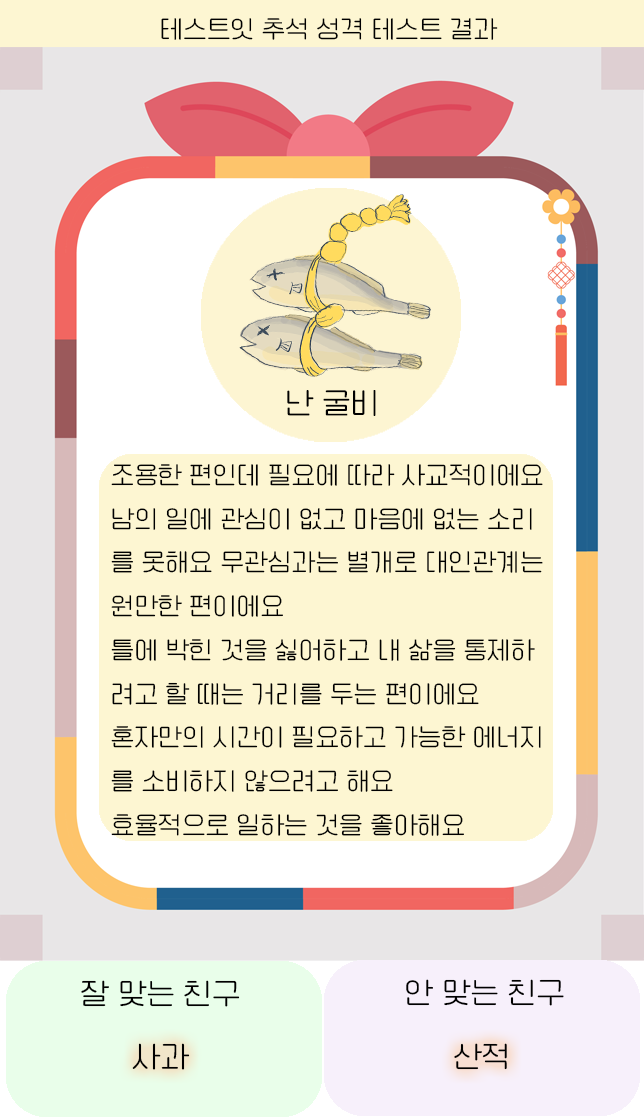 테스트잇 추석 성격 테스트 결과
난 굴비
조용한 편인데 필요에 따라 사교적이에요
남의 일에 관심이 없고 마음에 없는 소리
를 못해요 무관심과는 별개로 대인관계는
원만한 편이에요
틀에 박힌 것을 싫어하고 내 삶을 통제하
려고 할 때는 거리를 두는 편이에요
혼자만의 시간이 필요하고 가능한 에너지
를 소비하지 않으려고 해요
효율적으로 일하는 것을 좋아해요
잘 맞는 친구
안 맞는 친구
사과
산적